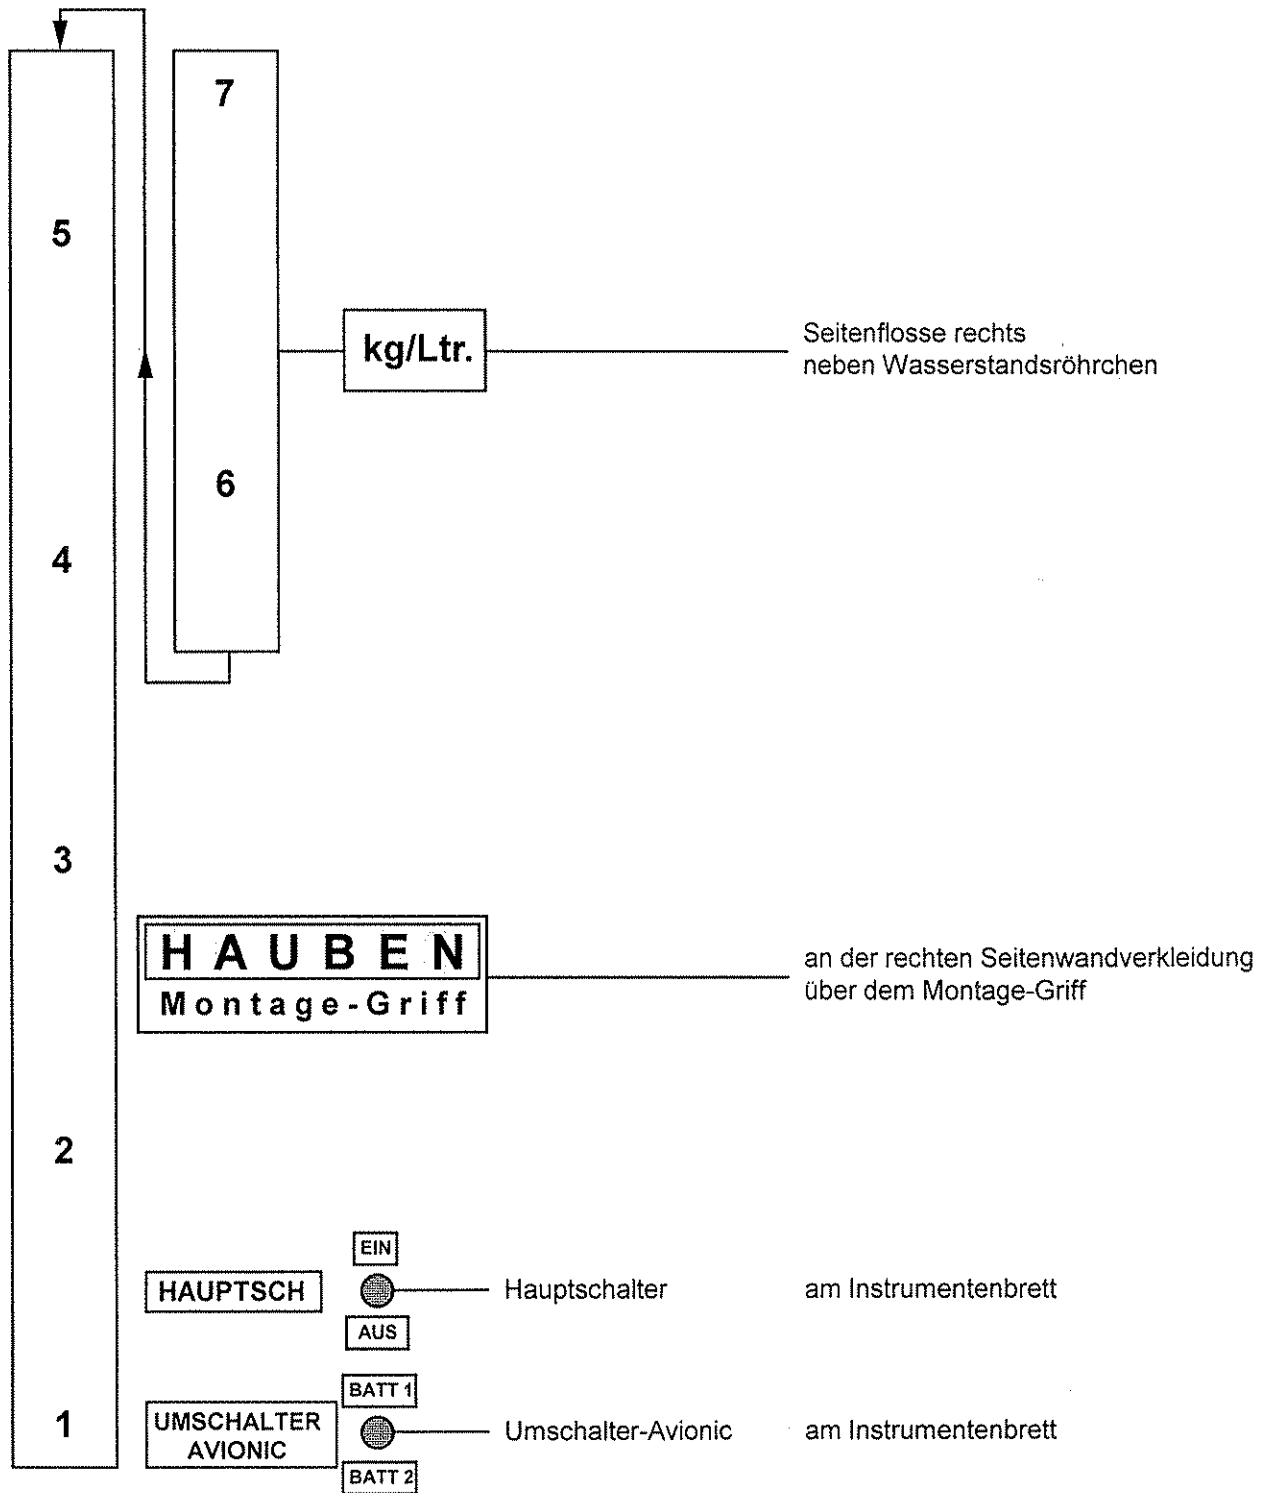 7
5
kg/Ltr.
Seitenflosse rechts
neben Wasserstandsröhrchen
6
4
3
HAUBEN
Montage-Griff
an der rechten Seitenwandverkleidung
über dem Montage-Griff
2
EIN
HAUPTSCH
Hauptschalter
am Instrumentenbrett
AUS
BATT 1
1
UMSCHALTER
AVIONIC
Umschalter-Avionic
am Instrumentenbrett
BATT 2